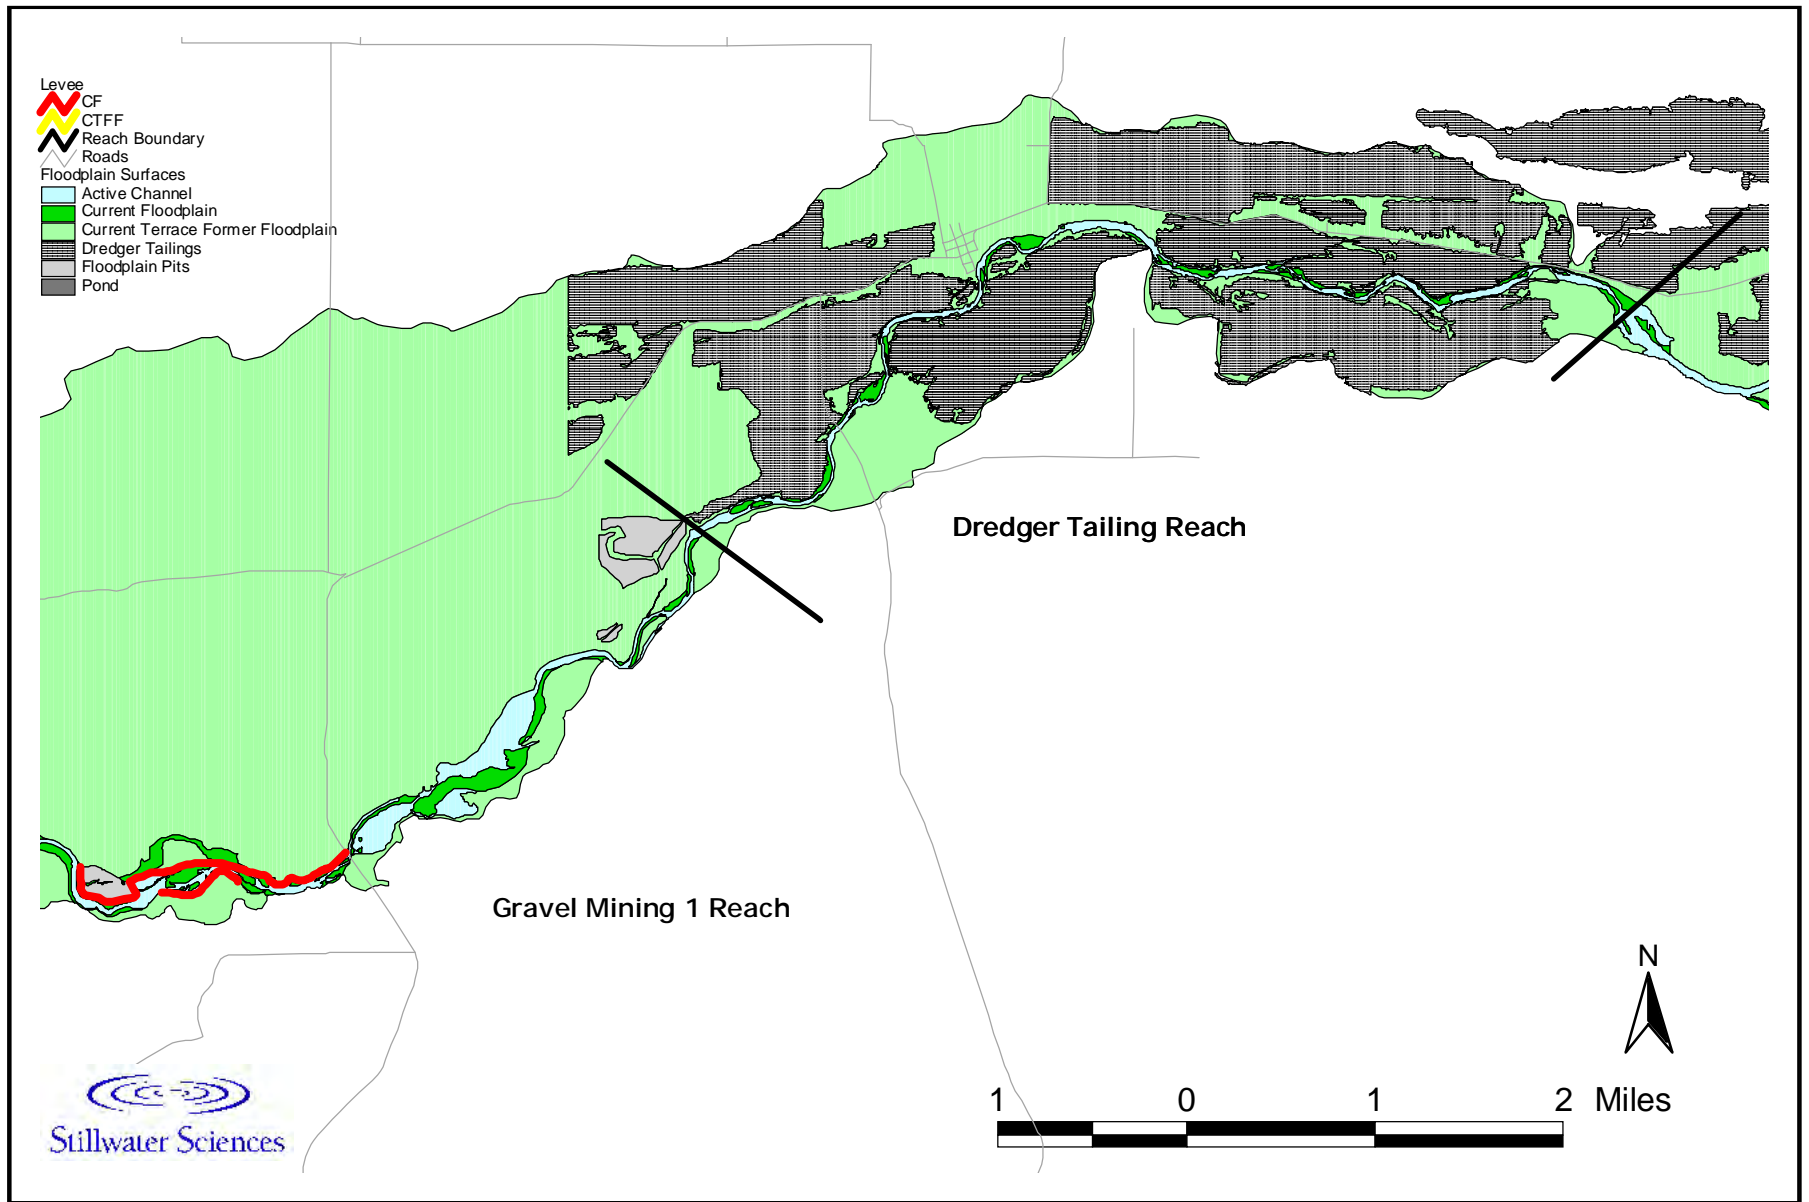 Levee
CF
CTFF
Reach Boundary
Roads
Floodplain Surfaces
Active Channel
Current Floodplain
Current Terrace Former Floodplain
Dredger Tailings
Floodplain Pits
Pond
Dredger Tailing Reach
Gravel Mining 1 Reach
N
1 0 1 2 Miles
Stillwater Sciences